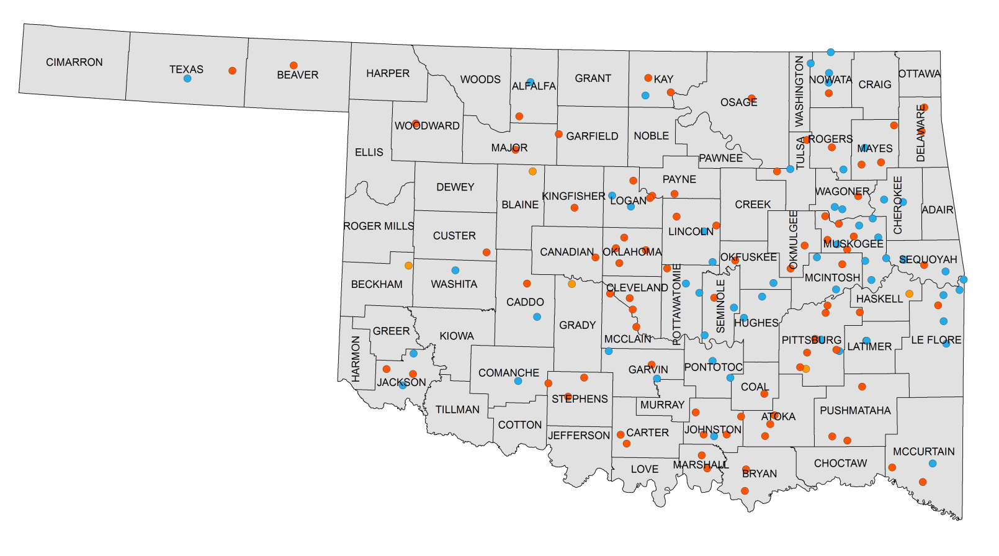 CIMARRON
TEXAS
BEAVER
HARPER
WOODS
ALFALFA
GRANT
KAY
OSAGE
WASHINGTON
NOWATA
CRAIG
OTTAWA
WOODWARD
ELLIS
MAJOR
GARFIELD
NOBLE
PAWNEE
TULSA
ROGERS
MAYES
DELAWARE
DEWEY
BLAINE
KINGFISHER
LOGAN
PAYNE
CREEK
WAGONER
CHEROKEE
ADAIR
ROGER MILLS
CUSTER
CANADIAN
OKLAHOMA
LINCOLN
OKFUSKEE
OKMULGEE
MUSKOGEE
SEQUOYAH
BECKHAM
WASHITA
CADDO
GRADY
CLEVELAND
MCCLAIN
POTTAWATOMIE
SEMINOLE
HUGHES
MCINTOSH
HASKELL
GREER
KIOWA
HARMON
JACKSON
COMANCHE
STEPHENS
GARVIN
PONTOTOC
PITTSBURG
LATIMER
LE FLORE
TILLMAN
COTTON
JEFFERSON
MURRAY
CARTER
JOHNSTON
COAL
ATOKA
PUSHMATAHA
LOVE
MARSHALL
BRYAN
CHOCTAW
MCCURTAIN